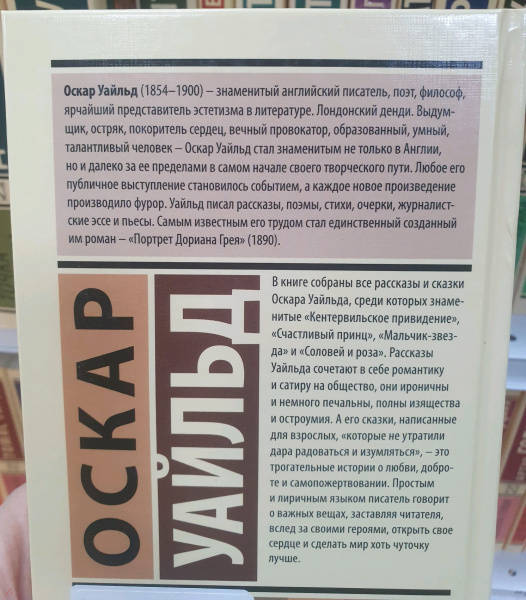 Оскар Уайльд (1854–1900) – знаменитый английский писатель, поэт, философ,
ярчайший представитель эстетизма в литературе. Лондонский денди. Выдум-
щик, остряк, покоритель сердец, вечный провокатор, образованный, умный,
талантливый человек – Оскар Уайльд стал знаменитым не только в Англии,
но и далеко за ее пределами в самом начале своего творческого пути. Любое его
публичное выступление становилось событием, а каждое новое произведение
производило фурор. Уайльд писал рассказы, поэмы, стихи, очерки, журналист-
ские эссе и пьесы. Самым известным его трудом стал единственный созданный
им роман – «Портрет Дориана Грея» (1890).
ОСКАР
УАЙЛЬД
В книге собраны все рассказы и сказки
Оскара Уайльда, среди которых знаме-
нитые «Кентервильское привидение»,
«Счастливый принц», «Мальчик-звез-
да» и «Соловей и роза». Рассказы
Уайльда сочетают в себе романтику
и сатиру на общество, они ироничны
и немного печальны, полны изящества
и остроумия. А его сказки, написанные
для взрослых, «которые не утратили
дара радоваться и изумляться», – это
трогательные истории о любви, добро-
те и самопожертвовании. Простым
и лиричным языком писатель говорит
о важных вещах, заставляя читателя,
вслед за своими героями, открыть свое
сердце и сделать мир хоть чуточку
лучше.